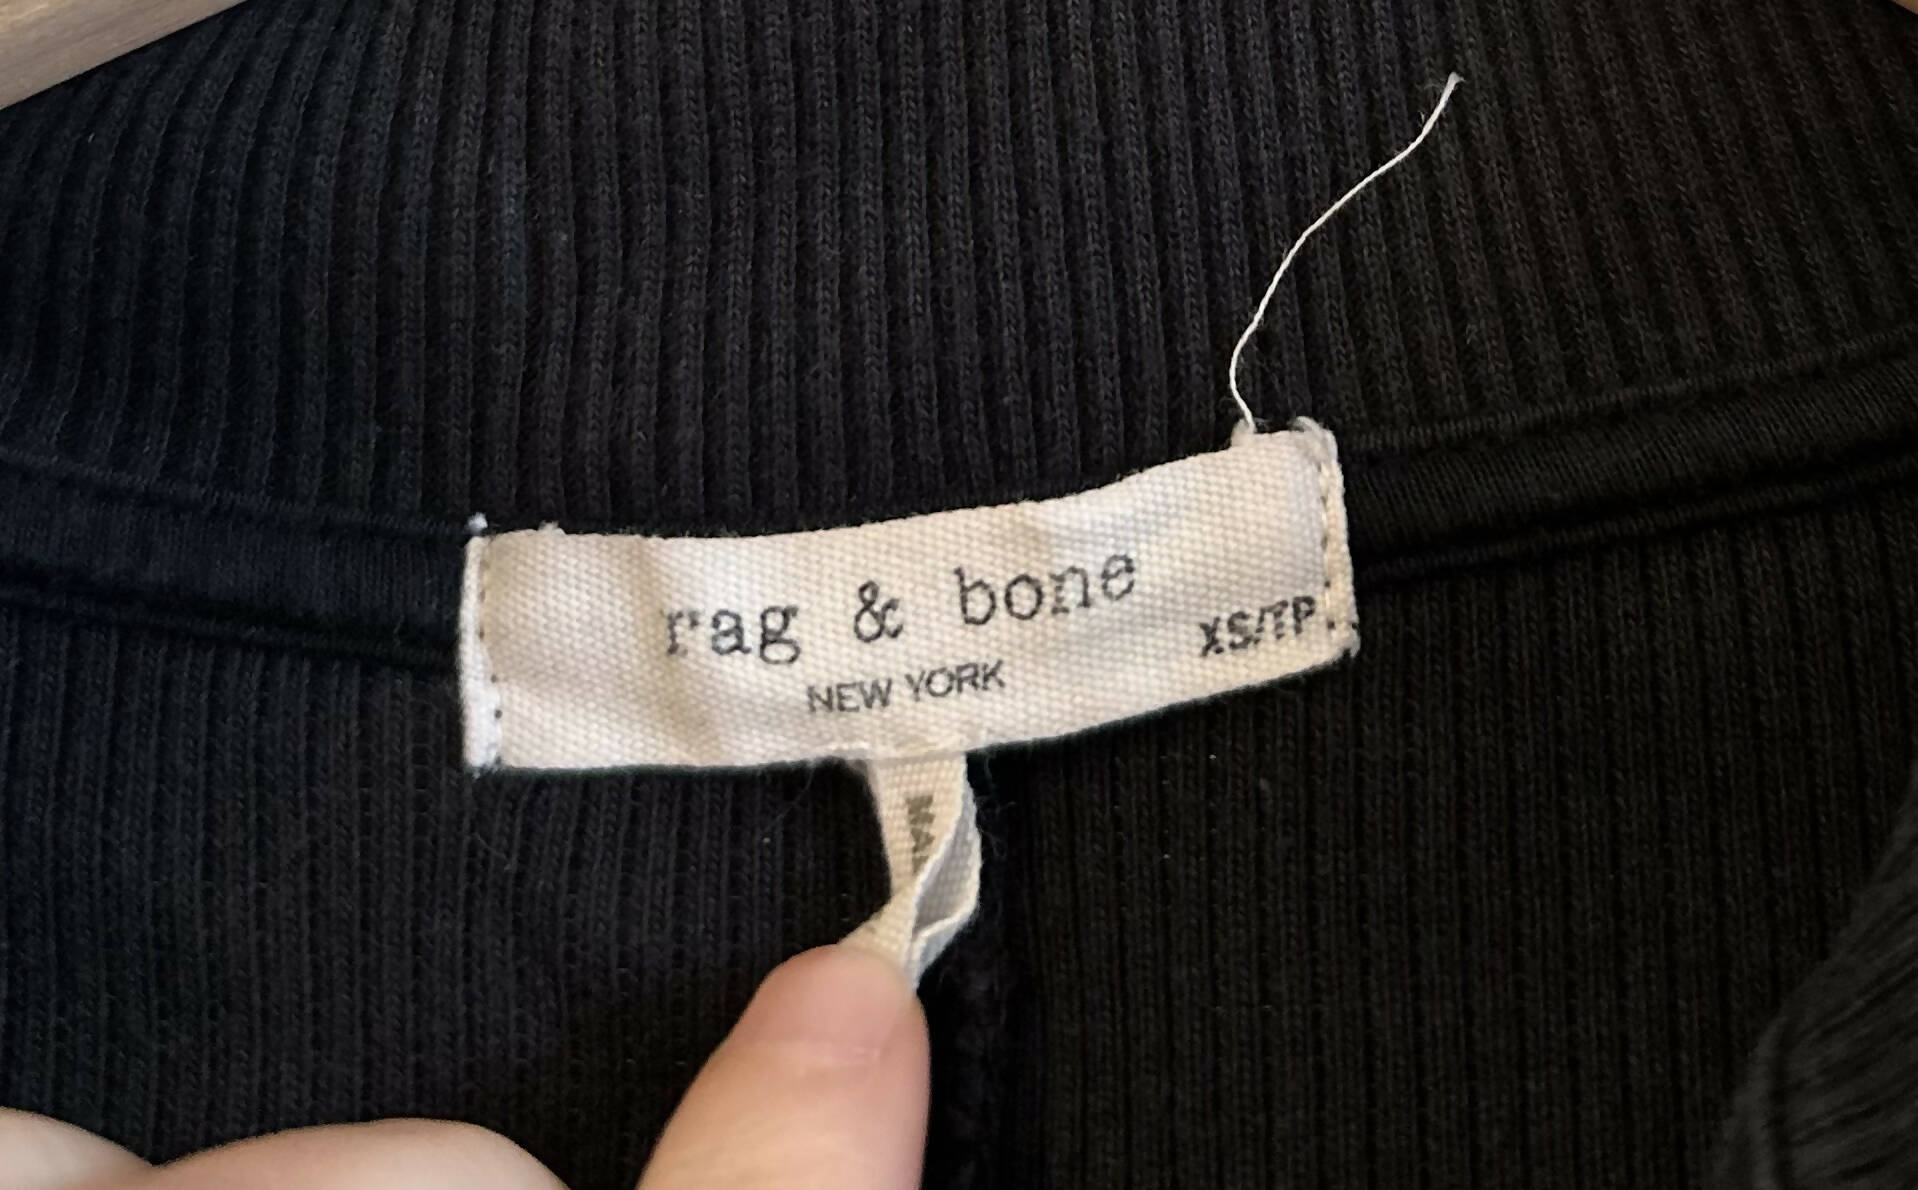 rag & bone
NEW YORK
XS/TP